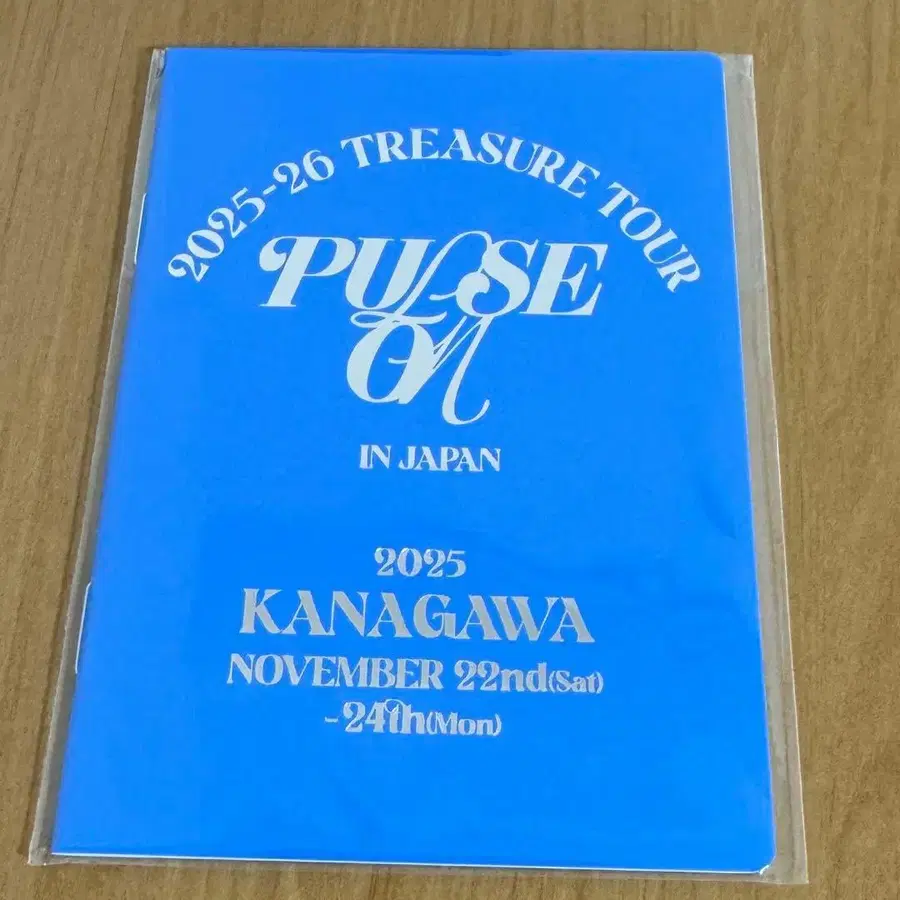 2025-26 TREASURE TOUR
PULSE
ON
IN JAPAN
2025
KANAGAWA
NOVEMBER 22nd(Sat)
-24th(Mon)